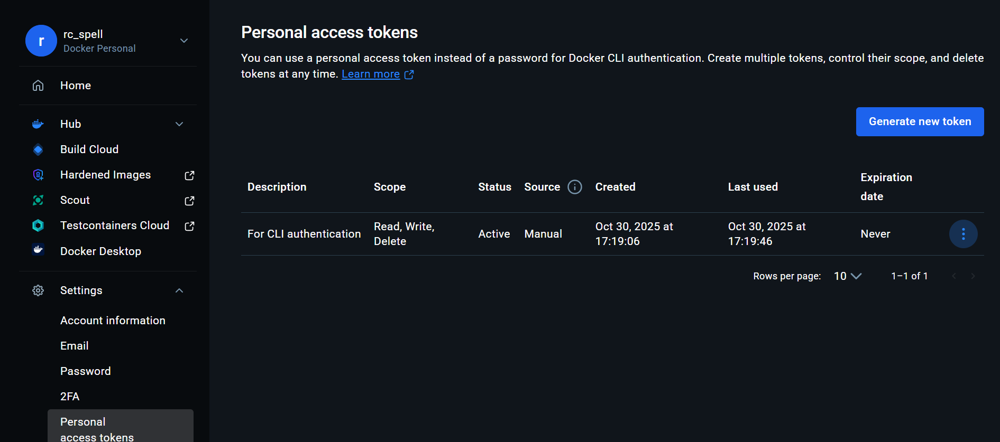 r
rc_spell
Docker Personal
Home
Hub
Build Cloud
Hardened Images
Scout
Testcontainers Cloud
Docker Desktop
Settings
Account information
Email
Password
2FA
Personal
access tokens
Personal access tokens
You can use a personal access token instead of a password for Docker CLI authentication. Create multiple tokens, control their scope, and delete
tokens at any time. Learn more
Generate new token
Description Scope Status Source Created Last used Expiration
date
For CLI authentication Read, Write, Active Manual Oct 30, 2025 at Oct 30, 2025 at Never
Delete 17:19:06 17:19:46
Rows per page: 10 1–1 of 1